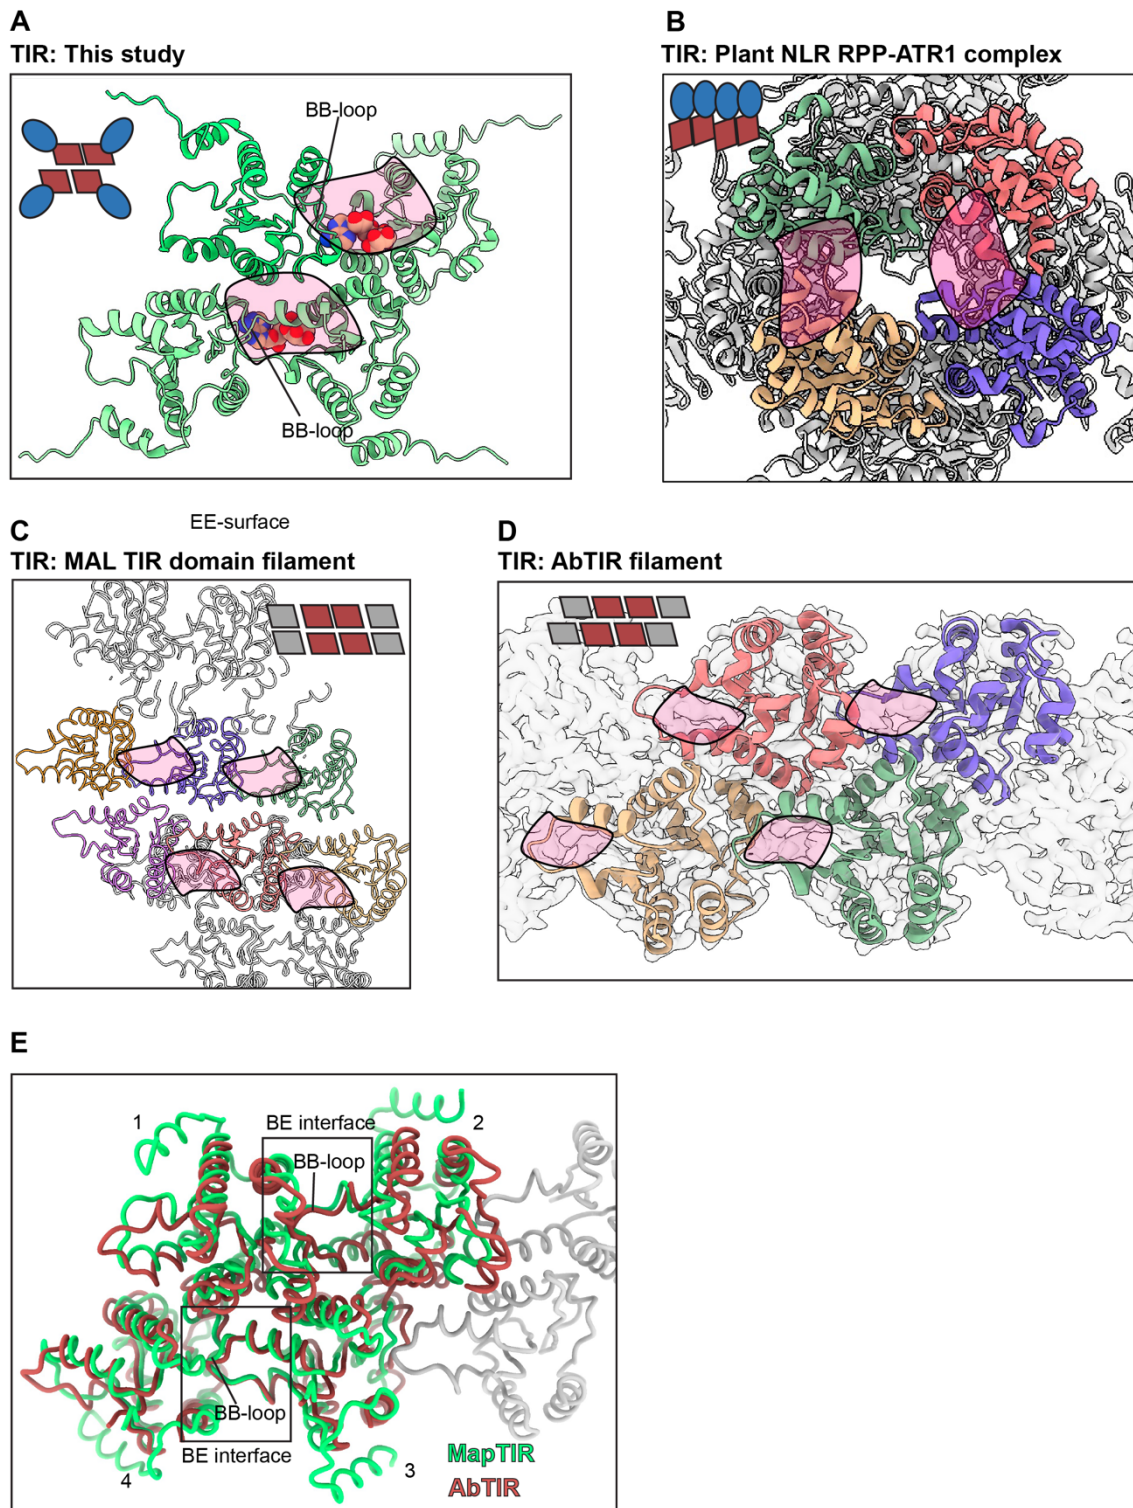 A
TIR: This study
BB-loop
BB-loop
B
TIR: Plant NLR RPP-ATR1 complex
EE-surface
C
TIR: MAL TIR domain filament
D
TIR: AbTIR filament
E
1
BE interface
2
BB-loop
BB-loop
BE interface
4
3
MapTIR
AbTIR